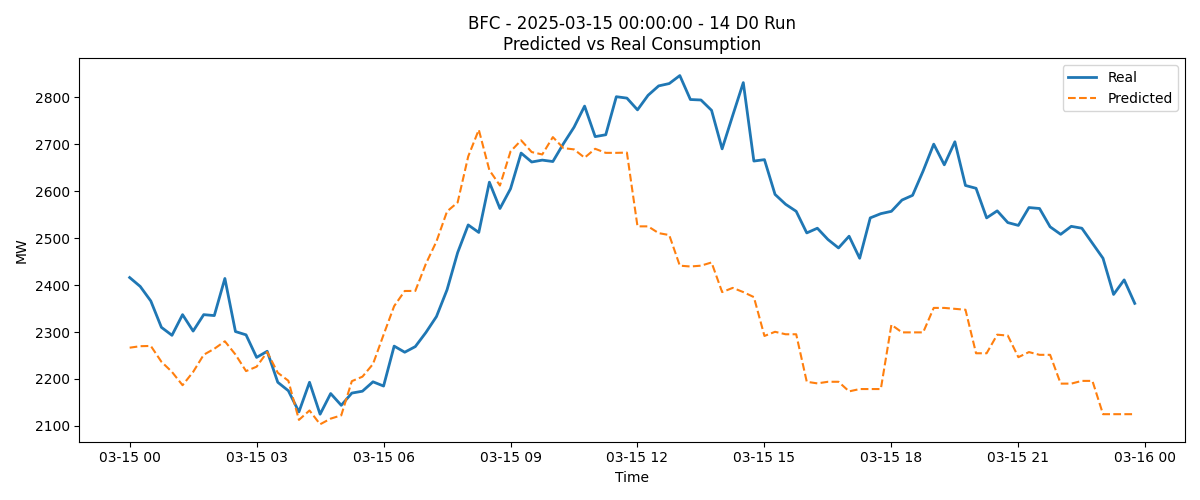 BFC - 2025-03-15 00:00:00 - 14 D0 Run
Predicted vs Real Consumption
Real
Predicted
MW
2800
2700
2600
2500
2400
2300
2200
2100
03-15 00
03-15 03
03-15 06
03-15 09
03-15 12
03-15 15
03-15 18
03-15 21
03-16 00
Time